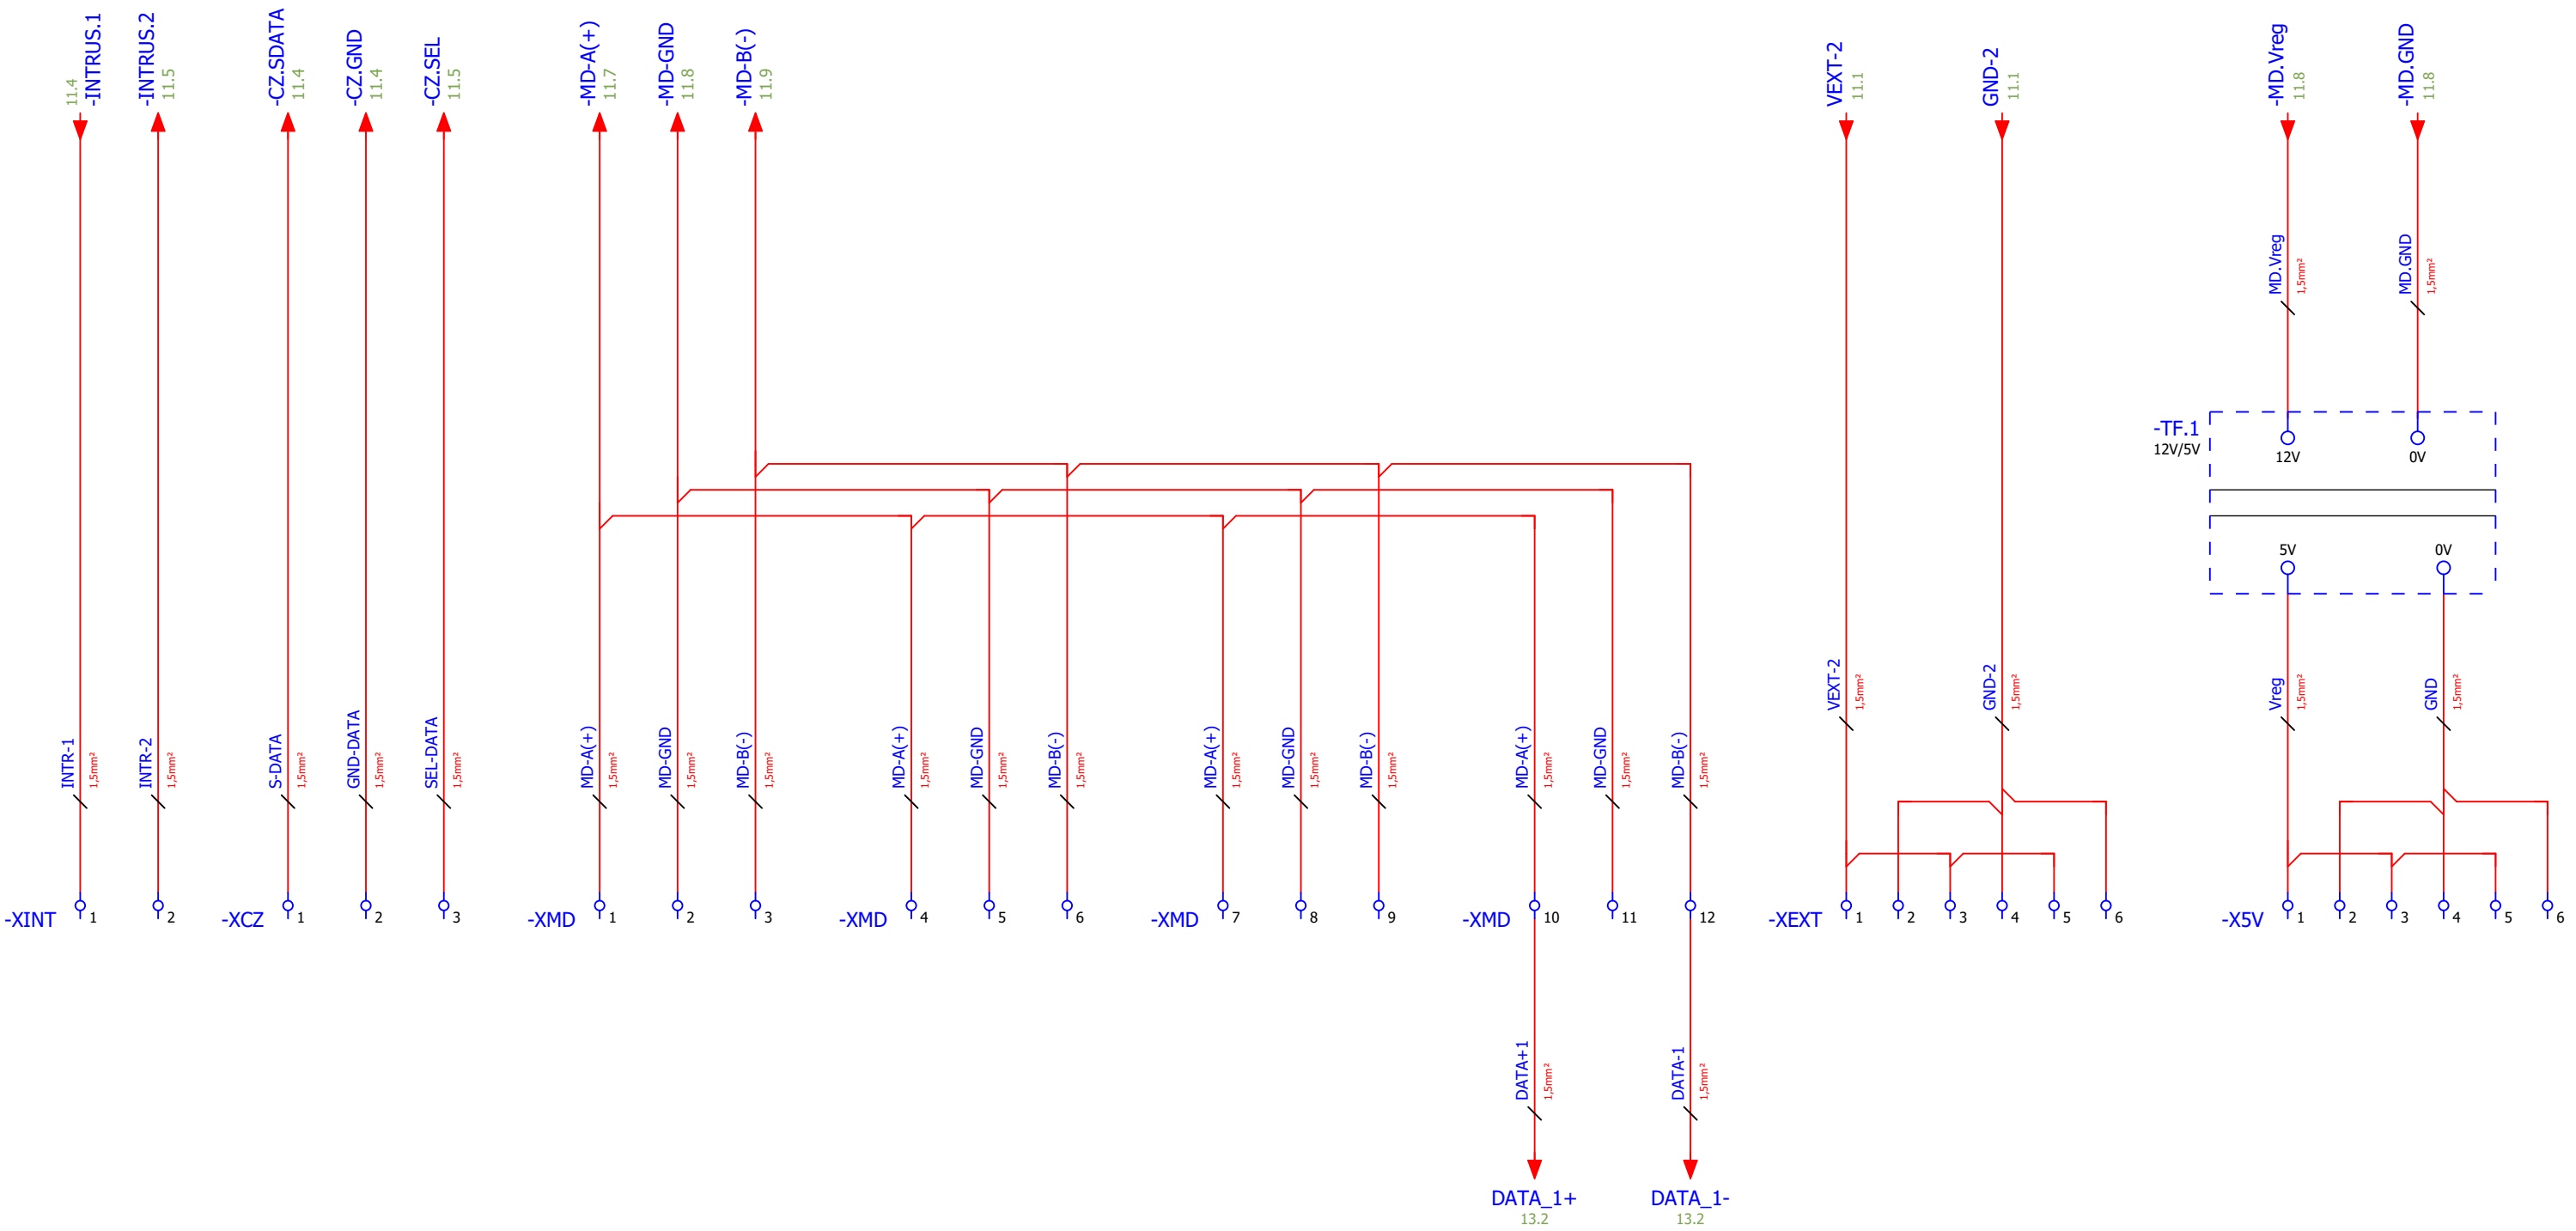 -INTRUS.1
11.4
-INTRUS.2
11.5
-CZ.SDATA
11.4
-CZ.GND
11.4
-CZ.SEL
11.5
-MD-A(+)
11.7
-MD-GND
11.8
-MD-B(-)
11.9
VEXT-2
11.1
GND-2
11.1
-MD.Vreg
11.8
-MD.GND
11.8
MD.Vreg
1,5mm²
MD.GND
1,5mm²
-TF.1
12V/5V
12V
0V
5V
0V
INTR-1
1,5mm²
INTR-2
1,5mm²
S-DATA
1,5mm²
GND-DATA
1,5mm²
SEL-DATA
1,5mm²
MD-A(+)
1,5mm²
MD-GND
1,5mm²
MD-B(-)
1,5mm²
MD-A(+)
1,5mm²
MD-GND
1,5mm²
MD-B(-)
1,5mm²
MD-A(+)
1,5mm²
MD-GND
1,5mm²
MD-B(-)
1,5mm²
MD-A(+)
1,5mm²
MD-GND
1,5mm²
MD-B(-)
1,5mm²
VEXT-2
1,5mm²
GND-2
1,5mm²
Vreg
1,5mm²
GND
1,5mm²
-XINT 1 2
-XCZ 1 2 3
-XMD 1 2 3
-XMD 4 5 6
-XMD 7 8 9
-XMD 10 11 12
-XEXT 1 2 3 4 5 6
-X5V 1 2 3 4 5 6
DATA+1
1,5mm²
DATA-1
1,5mm²
DATA_1+
13.2
DATA_1-
13.2